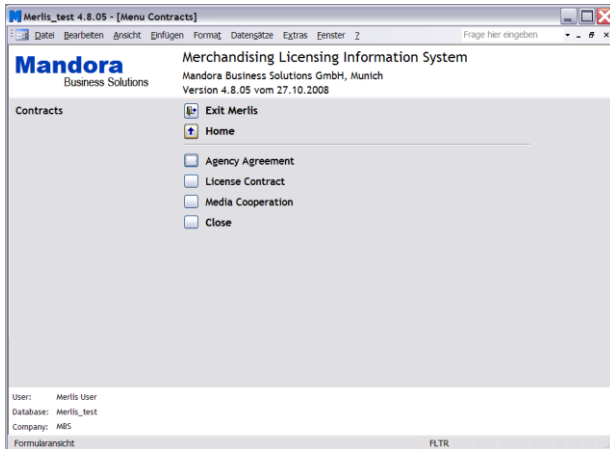 Merlis_test 4.8.05 - [Menu Contracts]
Datei Bearbeiten Ansicht Einfügen Format Datensätze Extras Fenster ? Frage hier eingeben
Mandora
Business Solutions
Merchandising Licensing Information System
Mandora Business Solutions GmbH, Munich
Version 4.8.05 vom 27.10.2008
Contracts
Exit Merlis
Home
Agency Agreement
License Contract
Media Cooperation
Close
User: Merlis User
Database: Merlis_test
Company: MBS
Formularansicht FLTR